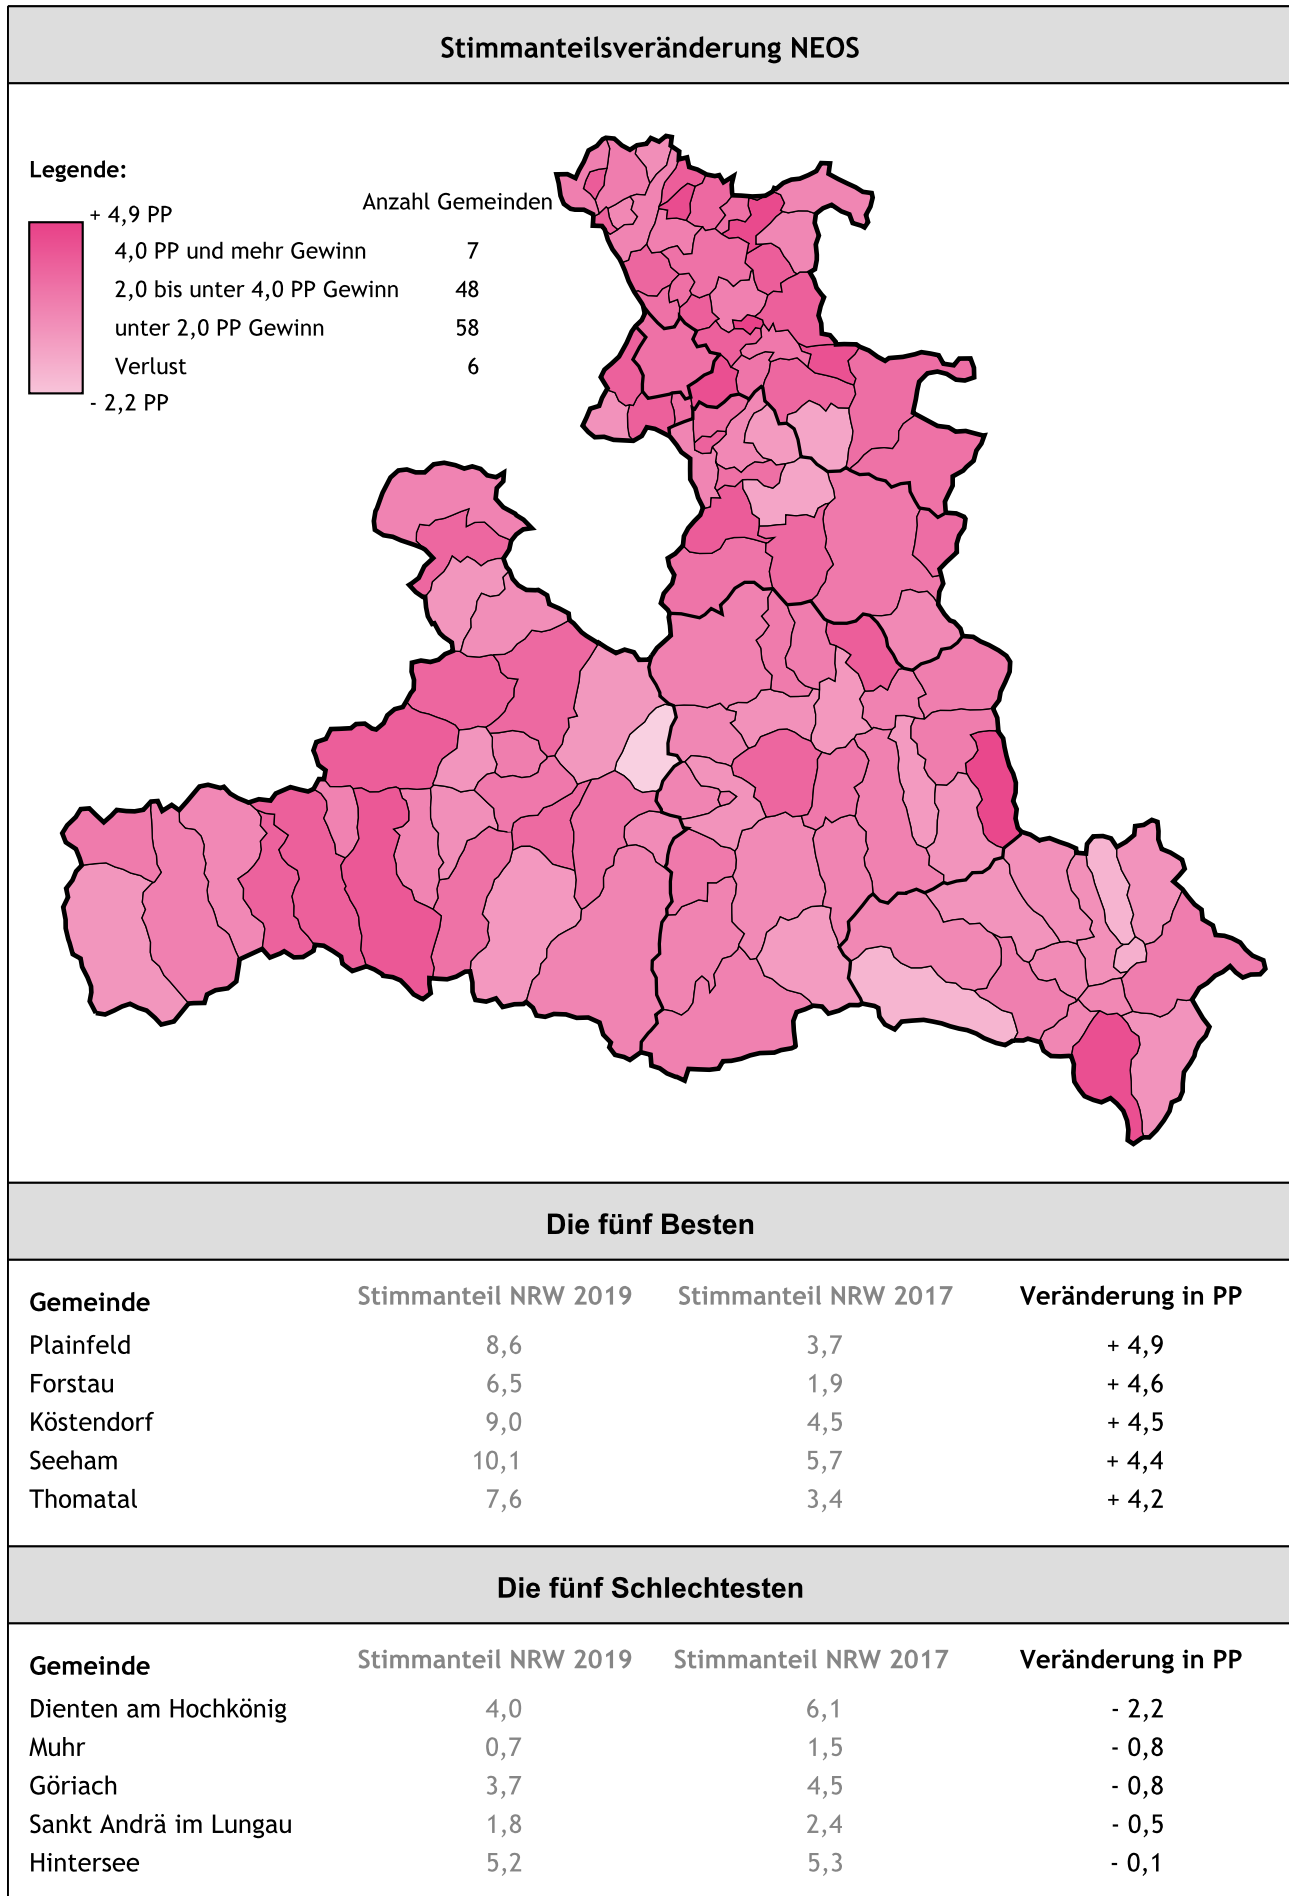 Stimmanteilsveränderung NEOS
Legende:
Anzahl Gemeinden
+ 4,9 PP
4,0 PP und mehr Gewinn 7
2,0 bis unter 4,0 PP Gewinn 48
unter 2,0 PP Gewinn 58
Verlust 6
- 2,2 PP
Die fünf Besten
Gemeinde Stimmanteil NRW 2019 Stimmanteil NRW 2017 Veränderung in PP
Plainfeld 8,6 3,7 + 4,9
Forstau 6,5 1,9 + 4,6
Köstendorf 9,0 4,5 + 4,5
Seeham 10,1 5,7 + 4,4
Thomatal 7,6 3,4 + 4,2
Die fünf Schlechtesten
Gemeinde Stimmanteil NRW 2019 Stimmanteil NRW 2017 Veränderung in PP
Dienten am Hochkönig 4,0 6,1 - 2,2
Muhr 0,7 1,5 - 0,8
Göriach 3,7 4,5 - 0,8
Sankt Andrä im Lungau 1,8 2,4 - 0,5
Hintersee 5,2 5,3 - 0,1